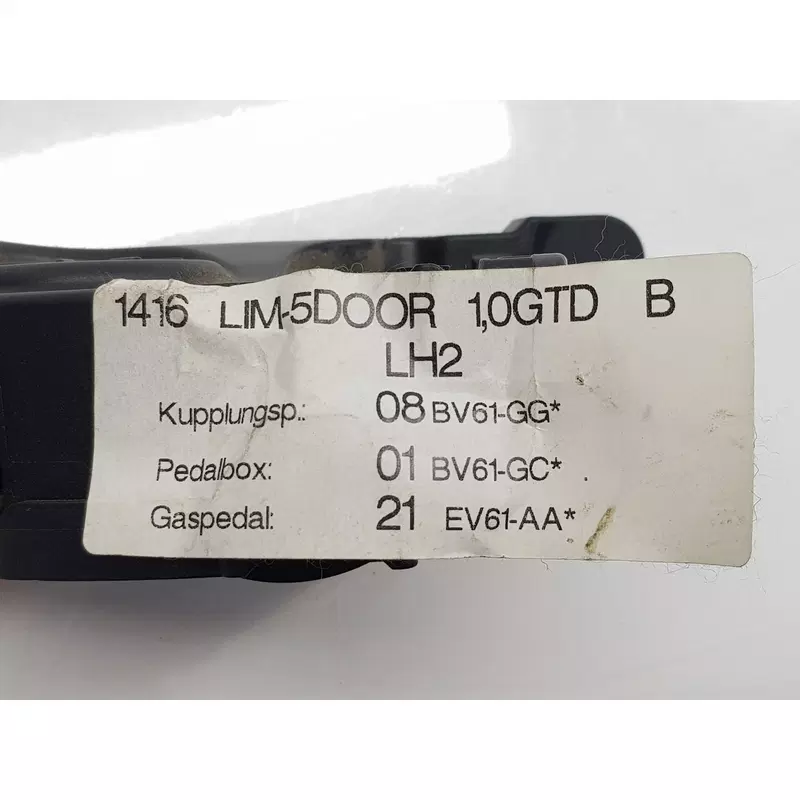 1416 LIM-5DOOR 1,0GTD B
LH2
Kupplungsp.: 08 BV61-GG*
Pedalbox: 01 BV61-GC* .
Gaspedal: 21 EV61-AA*